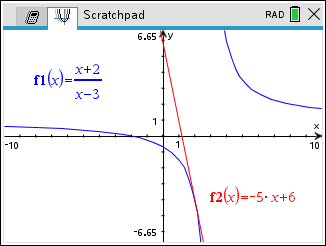 Scratchpad RAD
6.65 y
f1(x)=x+2/x-3
1
x
-10 1 10
f2(x)=-5·x+6
-6.65